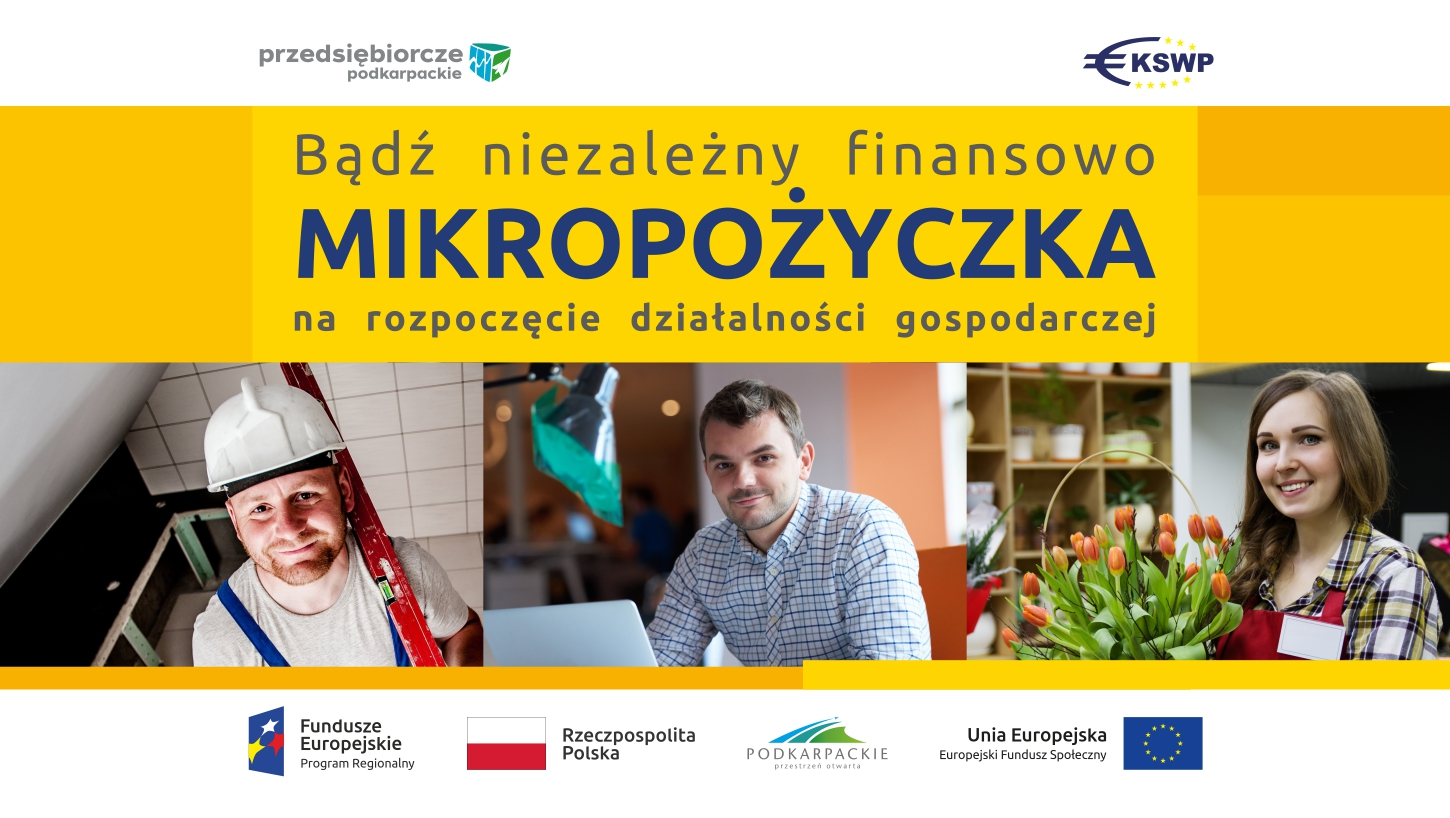 przedsiębiorcze
podkarpackie
KSWP
Bądź niezależny finansowo
MIKROPOŻYCZKA
na rozpoczęcie działalności gospodarczej
Fundusze
Europejskie
Program Regionalny
Rzeczpospolita
Polska
PODKARPACKIE
przestrzeń otwarta
Unia Europejska
Europejski Fundusz Społeczny